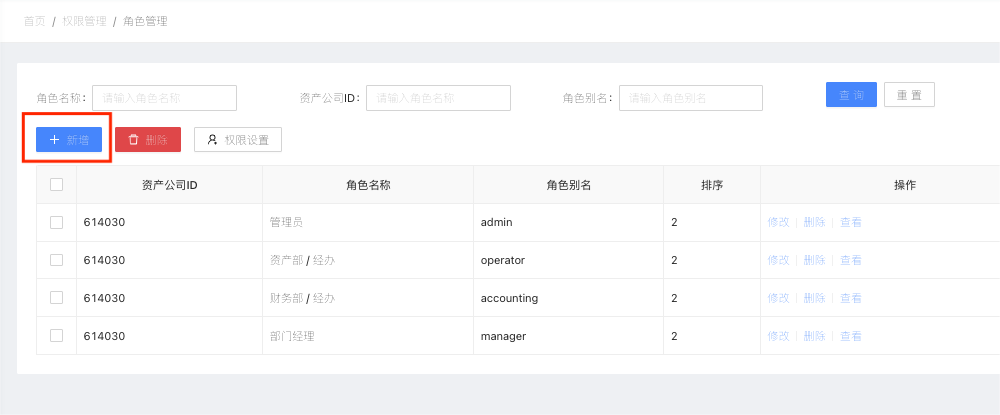 首页 / 权限管理 / 角色管理
角色名称: 请输入角色名称 资产公司ID: 请输入角色名称 角色别名: 请输入角色别名 查 询 重 置
+ 新增 删除 权限设置
资产公司ID 角色名称 角色别名 排序 操作
614030 管理员 admin 2 修改 | 删除 | 查看
614030 资产部 / 经办 operator 2 修改 | 删除 | 查看
614030 财务部 / 经办 accounting 2 修改 | 删除 | 查看
614030 部门经理 manager 2 修改 | 删除 | 查看